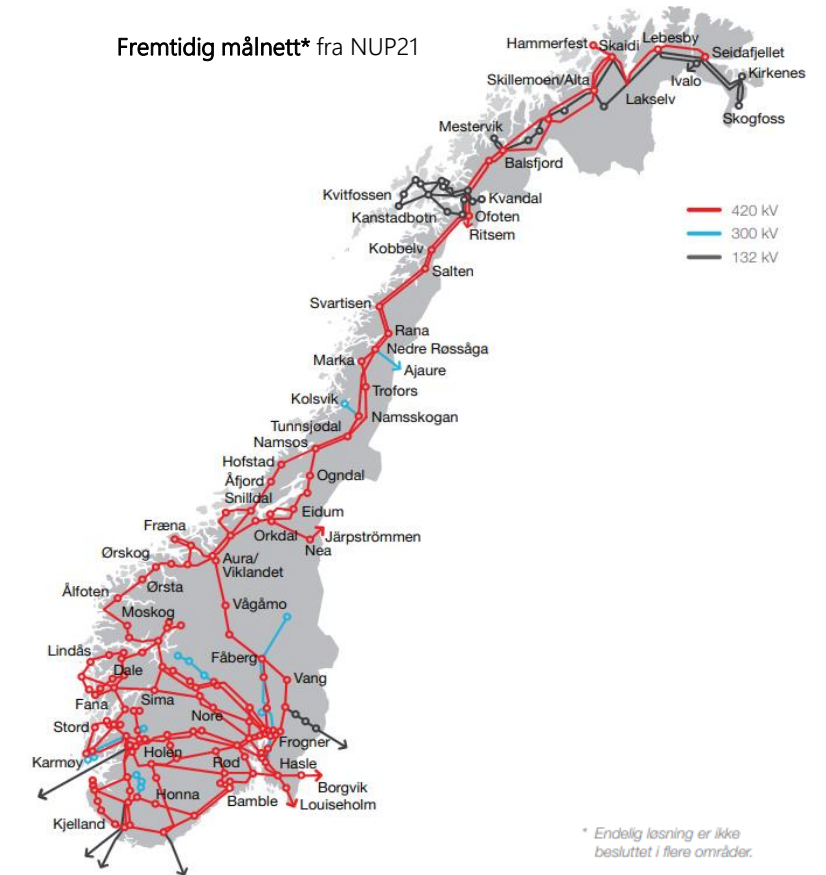 Fremtidig målnett* fra NUP21
Hammerfest
Skaidi
Lebesby
Seidafjellet
Kirkenes
Ivalo
Skillemoen/Alta
Lakselv
Skogfoss
Mestervik
Balsfjord
Kvitfossen
Kvandal
Kanstadbotn
Ofoten
Ritsem
420 kV
300 kV
132 kV
Kobbelv
Salten
Svartisen
Rana
Nedre Røssåga
Marka
Ajaure
Trofors
Kolsvik
Namsskogan
Tunnsjødal
Namsos
Hofstad
Ogndal
Åfjord
Snilldal
Eidum
Fræna
Orkdal
Järpströmmen
Nea
Ørskog
Aura/
Viklandet
Ørsta
Ålfoten
Moskog
Vågåmo
Lindås
Dale
Fåberg
Vang
Fana
Sima
Nore
Stord
Frogner
Karmøy
Holen
Rød
Hasle
Borgvik
Honna
Bamble
Louiseholm
Kjelland
* Endelig løsning er ikke
besluttet i flere områder.